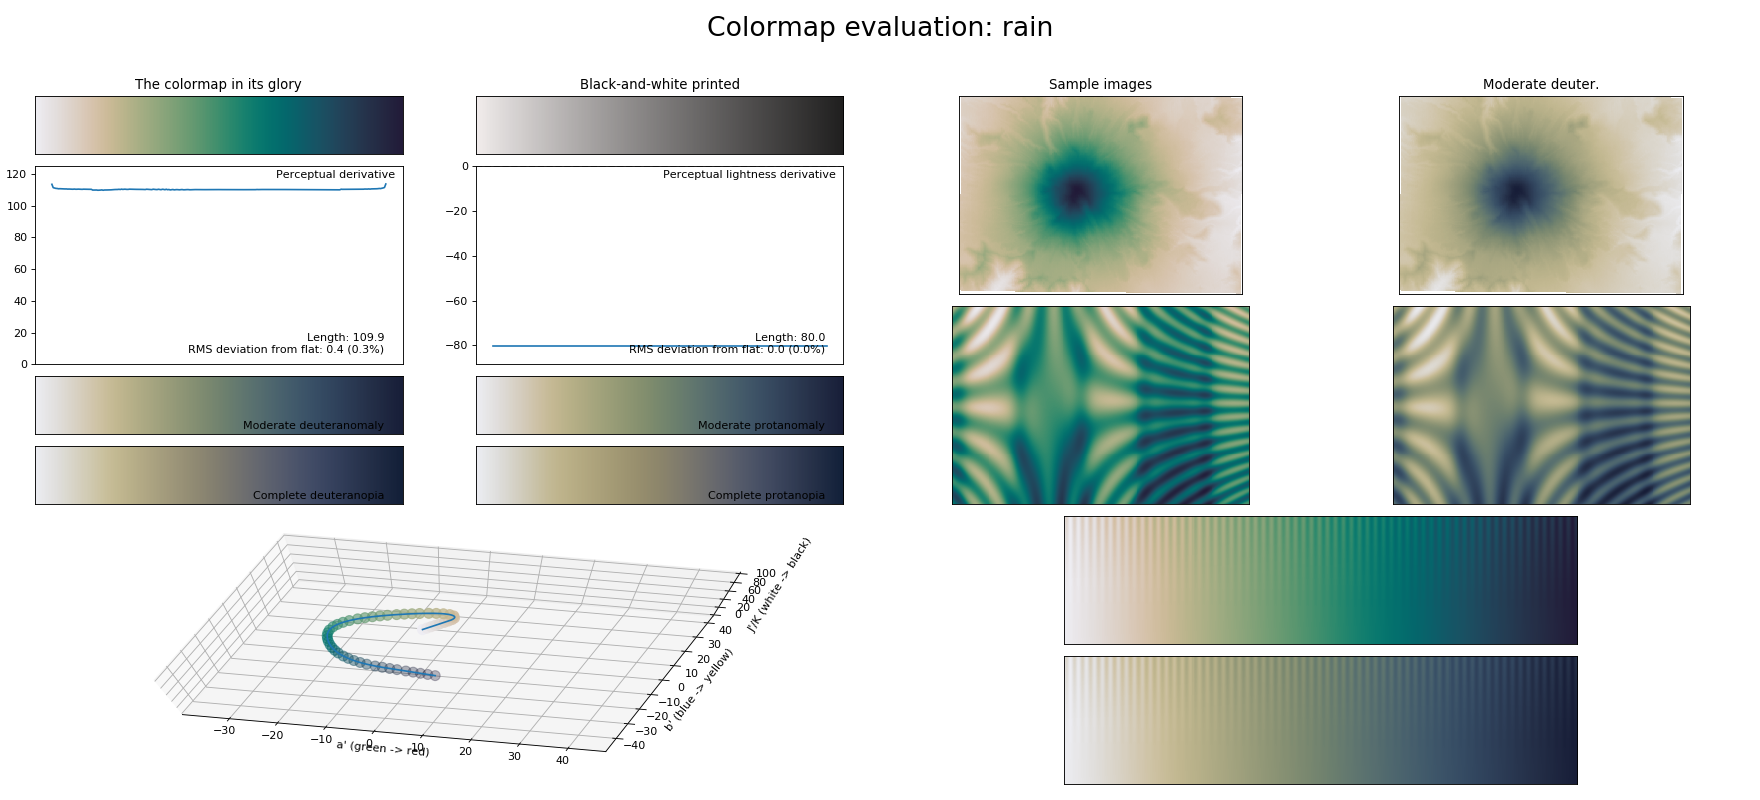 Colormap evaluation: rain
The colormap in its glory
Black-and-white printed
Sample images
Moderate deuter.
120
100
80
60
40
20
0
Perceptual derivative
Length: 109.9
RMS deviation from flat: 0.4 (0.3%)
0
−20
−40
−60
−80
Perceptual lightness derivative
Length: 80.0
RMS deviation from flat: 0.0 (0.0%)
Moderate deuteranomaly
Moderate protanomaly
Complete deuteranopia
Complete protanopia
−30
−20
−10
0
10
20
30
40
a' (green -> red)
40
30
20
10
0
−10
−20
−30
−40
b' (blue -> yellow)
100
80
60
40
20
0
J'/K (white -> black)